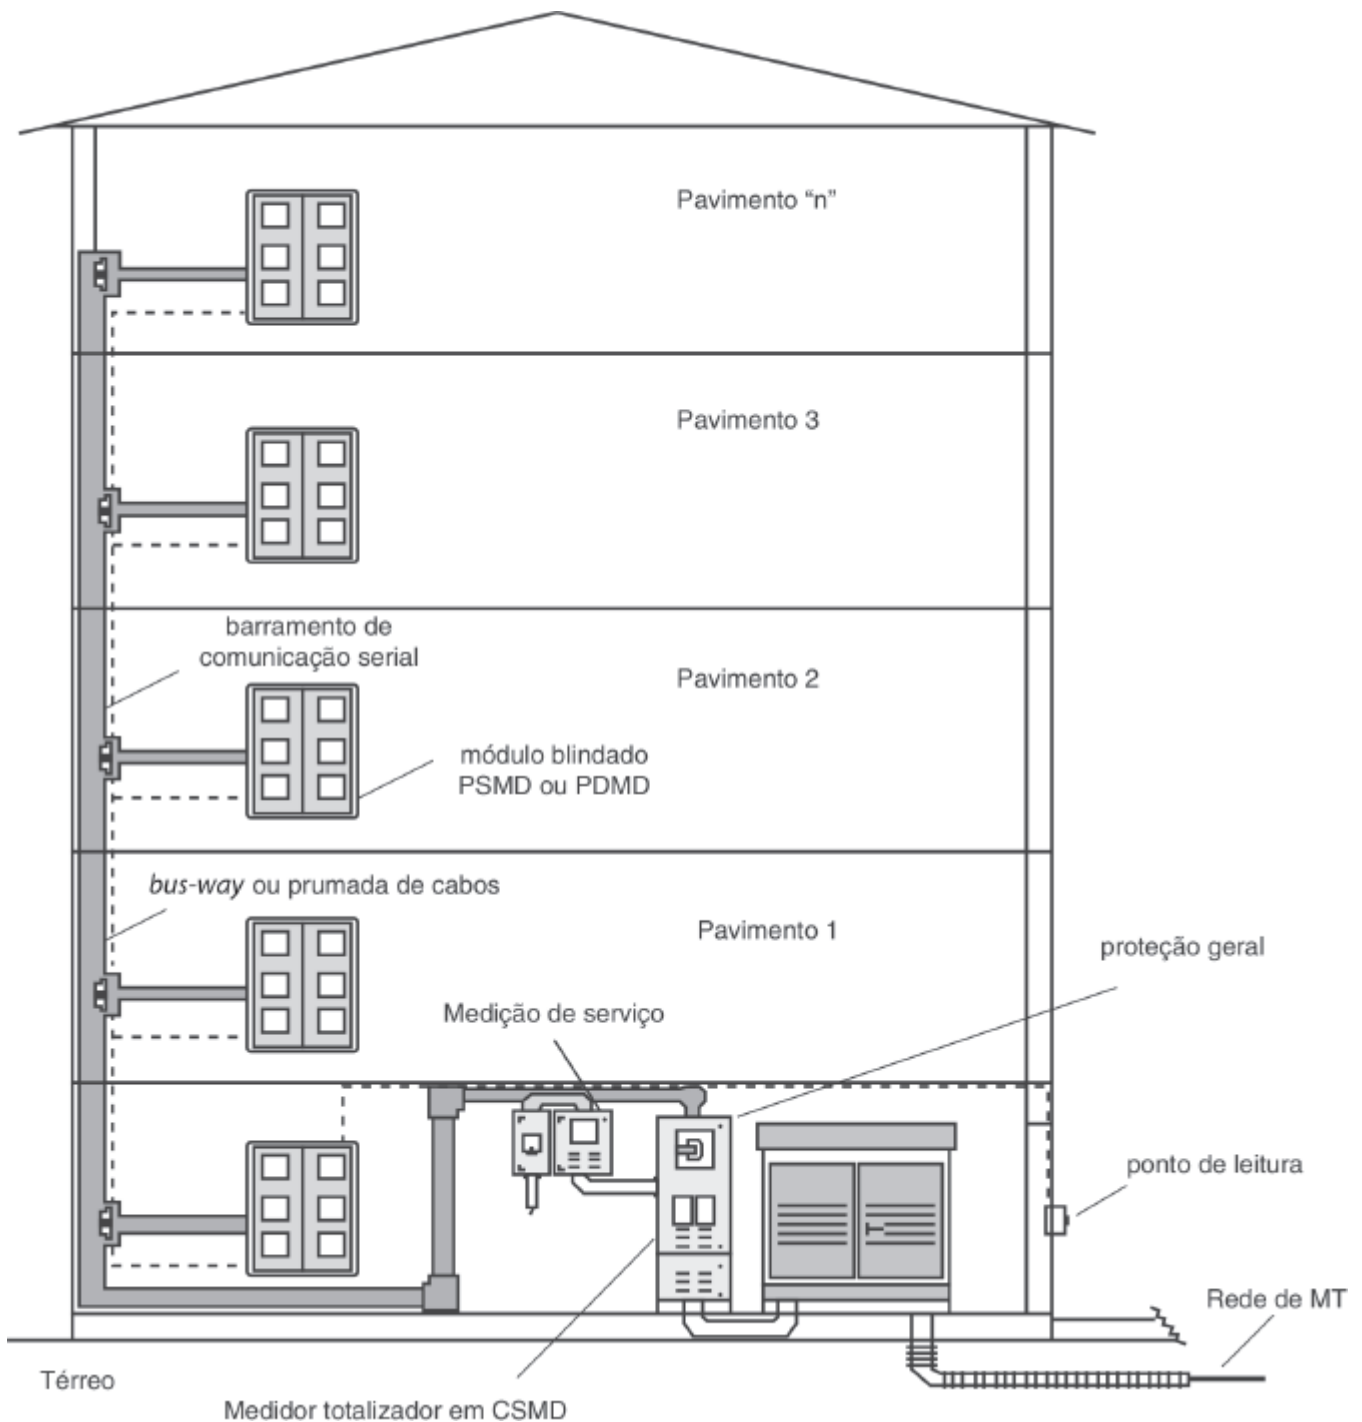 Pavimento “n”
Pavimento 3
barramento de
comunicação serial
Pavimento 2
módulo blindado
PSMD ou PDMD
bus-way ou prumada de cabos
Pavimento 1
proteção geral
Medição de serviço
ponto de leitura
Rede de MT
Térreo
Medidor totalizador em CSMD